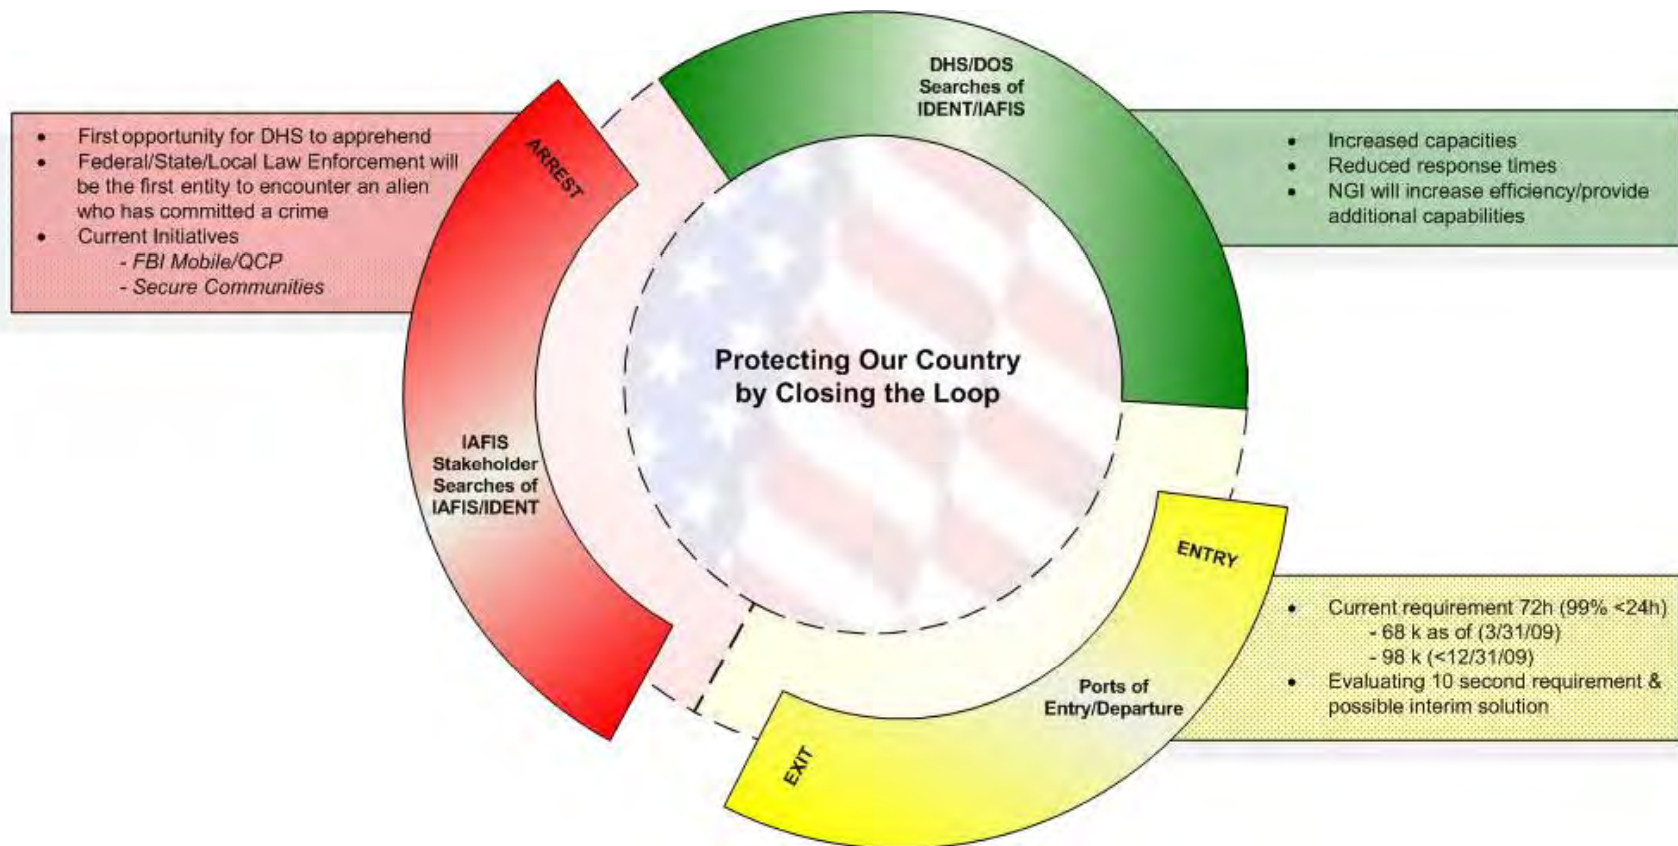 DHS/DOS
Searches of
IDENT/IAFIS
• First opportunity for DHS to apprehend
• Federal/State/Local Law Enforcement will
be the first entity to encounter an alien
who has committed a crime
• Current Initiatives
- FBI Mobile/QCP
- Secure Communities
ARREST
• Increased capacities
• Reduced response times
• NGI will increase efficiency/provide
additional capabilities
Protecting Our Country
by Closing the Loop
IAFIS
Stakeholder
Searches of
IAFIS/IDENT
ENTRY
• Current requirement 72h (99% <24h)
- 68 k as of (3/31/09)
- 98 k (<12/31/09)
• Evaluating 10 second requirement &
possible interim solution
Ports of
Entry/Departure
EXIT